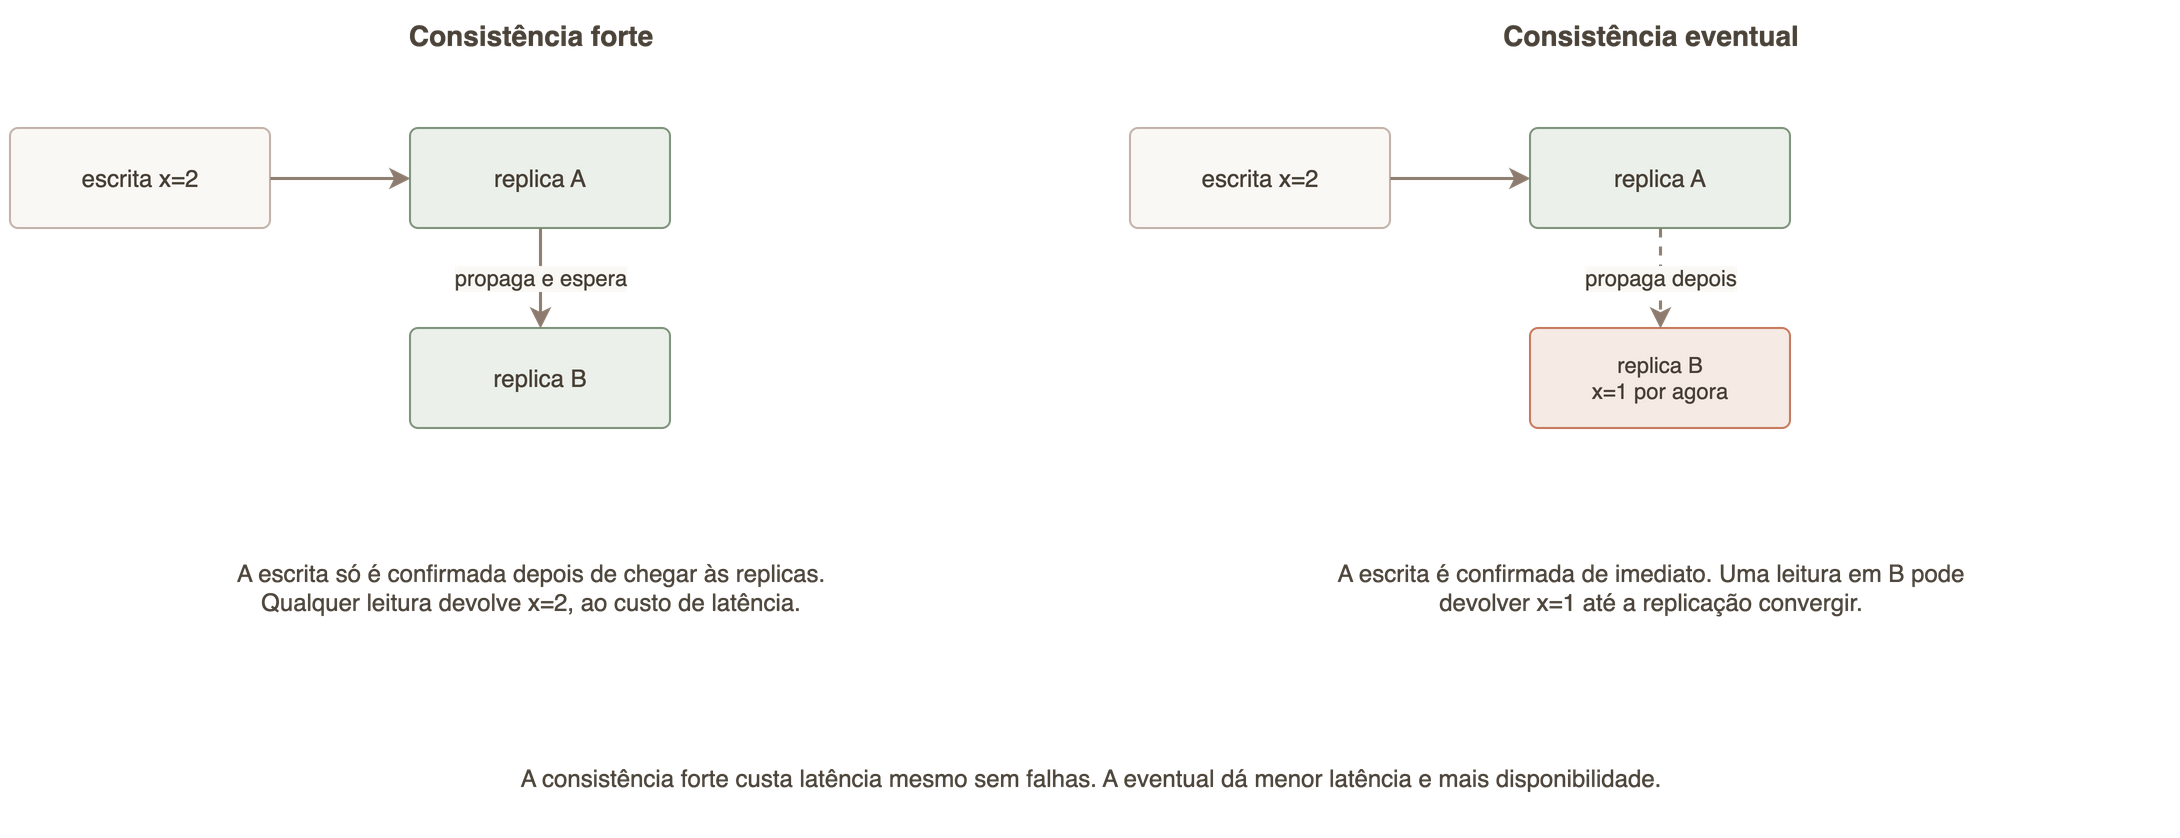 Consistência forte
escrita x=2
replica A
propaga e espera
replica B
A escrita só é confirmada depois de chegar às replicas.
Qualquer leitura devolve x=2, ao custo de latência.
Consistência eventual
escrita x=2
replica A
propaga depois
replica B
x=1 por agora
A escrita é confirmada de imediato. Uma leitura em B pode
devolver x=1 até a replicação convergir.
A consistência forte custa latência mesmo sem falhas. A eventual dá menor latência e mais disponibilidade.